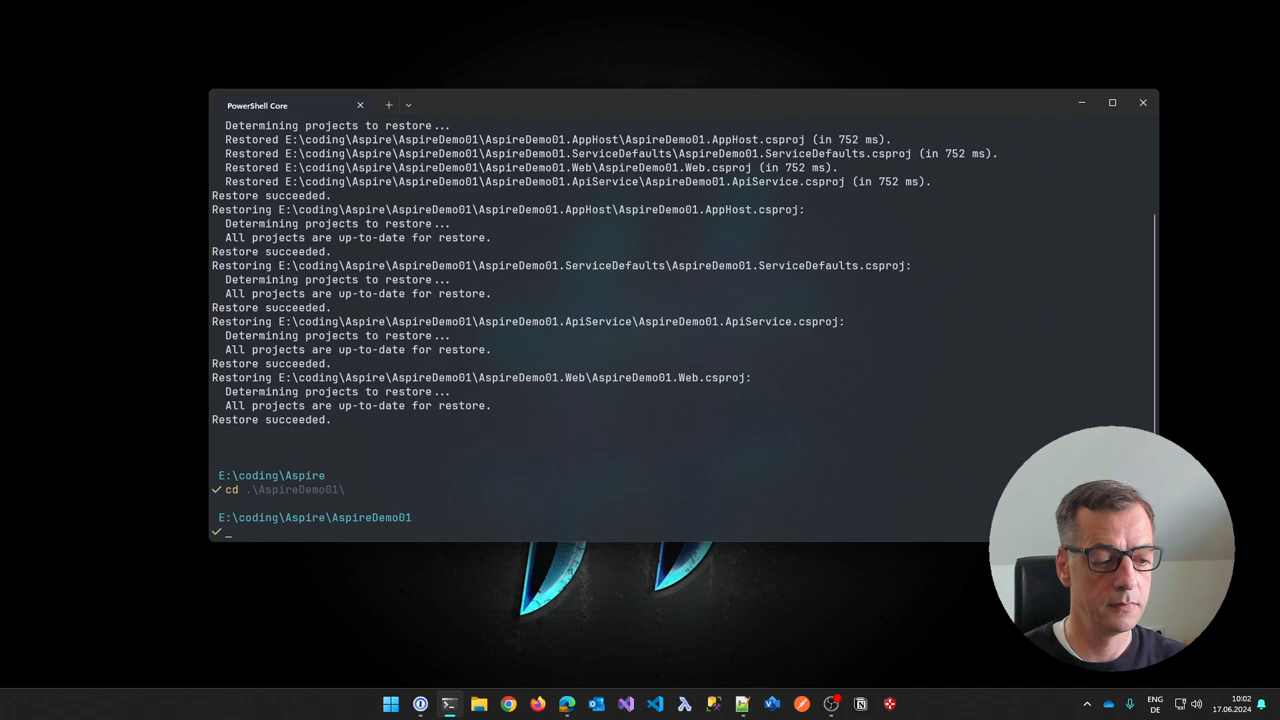 PowerShell Core
Determining projects to restore...
Restored E:\coding\Aspire\AspireDemo01\AspireDemo01.AppHost\AspireDemo01.AppHost.csproj (in 752 ms).
Restored E:\coding\Aspire\AspireDemo01\AspireDemo01.ServiceDefaults\AspireDemo01.ServiceDefaults.csproj (in 752 ms).
Restored E:\coding\Aspire\AspireDemo01\AspireDemo01.Web\AspireDemo01.Web.csproj (in 752 ms).
Restored E:\coding\Aspire\AspireDemo01\AspireDemo01.ApiService\AspireDemo01.ApiService.csproj (in 752 ms).
Restore succeeded.
Restoring E:\coding\Aspire\AspireDemo01\AspireDemo01.AppHost\AspireDemo01.AppHost.csproj:
Determining projects to restore...
All projects are up-to-date for restore.
Restore succeeded.
Restoring E:\coding\Aspire\AspireDemo01\AspireDemo01.ServiceDefaults\AspireDemo01.ServiceDefaults.csproj:
Determining projects to restore...
All projects are up-to-date for restore.
Restore succeeded.
Restoring E:\coding\Aspire\AspireDemo01\AspireDemo01.ApiService\AspireDemo01.ApiService.csproj:
Determining projects to restore...
All projects are up-to-date for restore.
Restore succeeded.
Restoring E:\coding\Aspire\AspireDemo01\AspireDemo01.Web\AspireDemo01.Web.csproj:
Determining projects to restore...
All projects are up-to-date for restore.
Restore succeeded.
E:\coding\Aspire
cd .\AspireDemo01\
E:\coding\Aspire\AspireDemo01
_
ENG
DE
10:02
17.06.2024